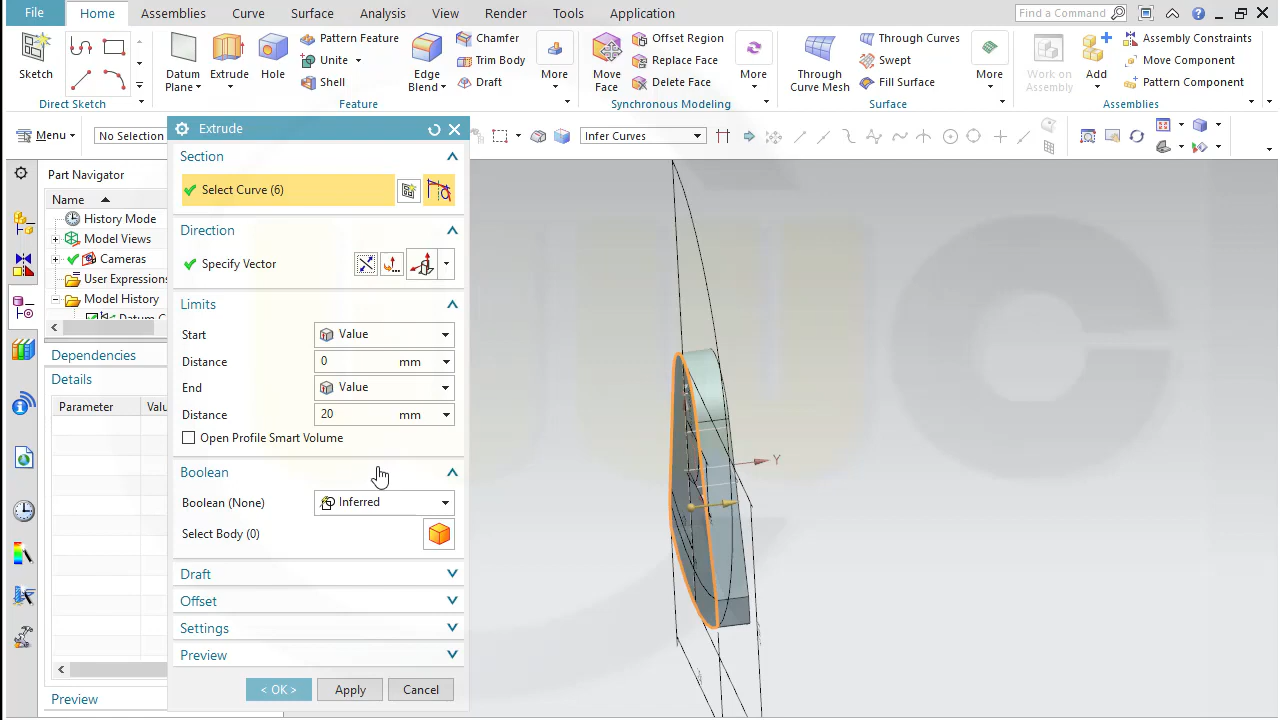 File Home Assemblies Curve Surface Analysis View Render Tools Application Find a Command
Sketch
Direct Sketch
Datum Plane
Extrude
Hole
Pattern Feature
Unite
Shell
Edge Blend
Chamfer
Trim Body
Draft
More
Feature
Move Face
Offset Region
Replace Face
Delete Face
More
Synchronous Modeling
Through Curve Mesh
Through Curves
Swept
Fill Surface
More
Surface
Work on Assembly
Add
Assembly Constraints
Move Component
Pattern Component
Assemblies
Menu
No Selection
Infer Curves
Part Navigator
Name
History Mode
Model Views
Cameras
User Expressions
Model History
Datum C
Dependencies
Details
Parameter Valu
Preview
Extrude
Section
Select Curve (6)
Direction
Specify Vector
Limits
Start Value
Distance 0 mm
End Value
Distance 20 mm
Open Profile Smart Volume
Boolean
Boolean (None) Inferred
Select Body (0)
Draft
Offset
Settings
Preview
< OK > Apply Cancel
Y